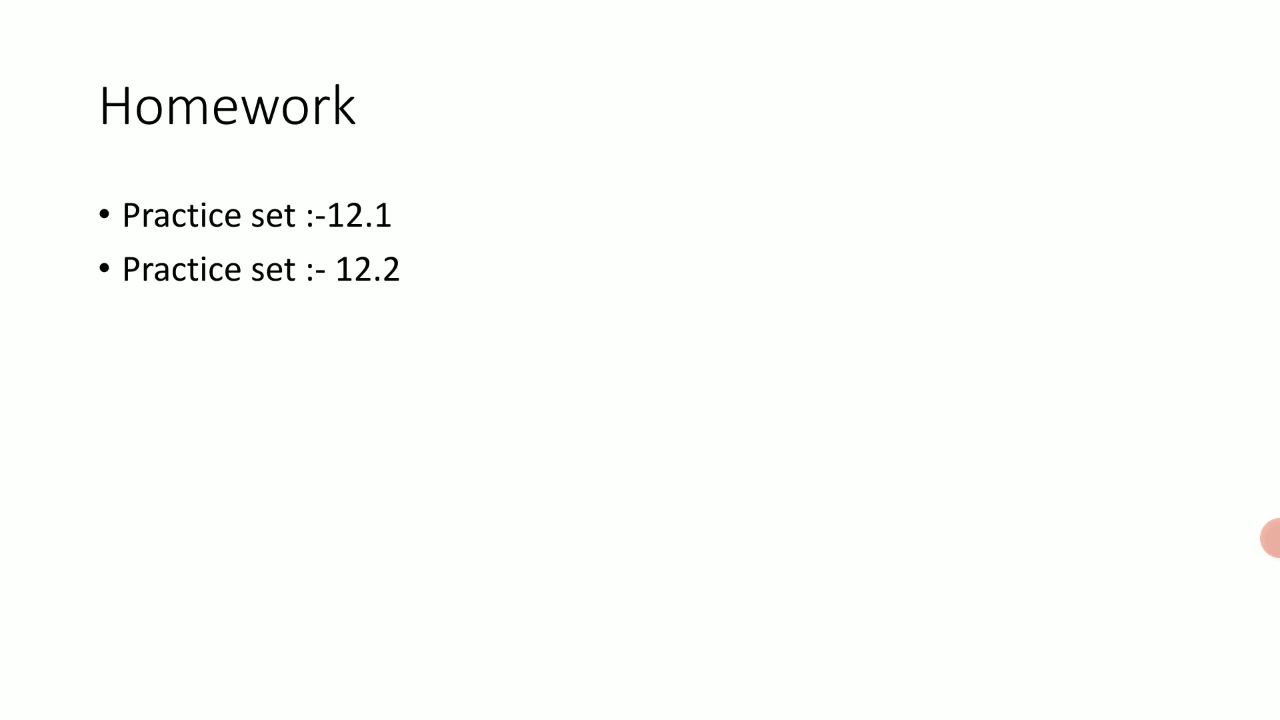 Homework
• Practice set :-12.1
• Practice set :- 12.2